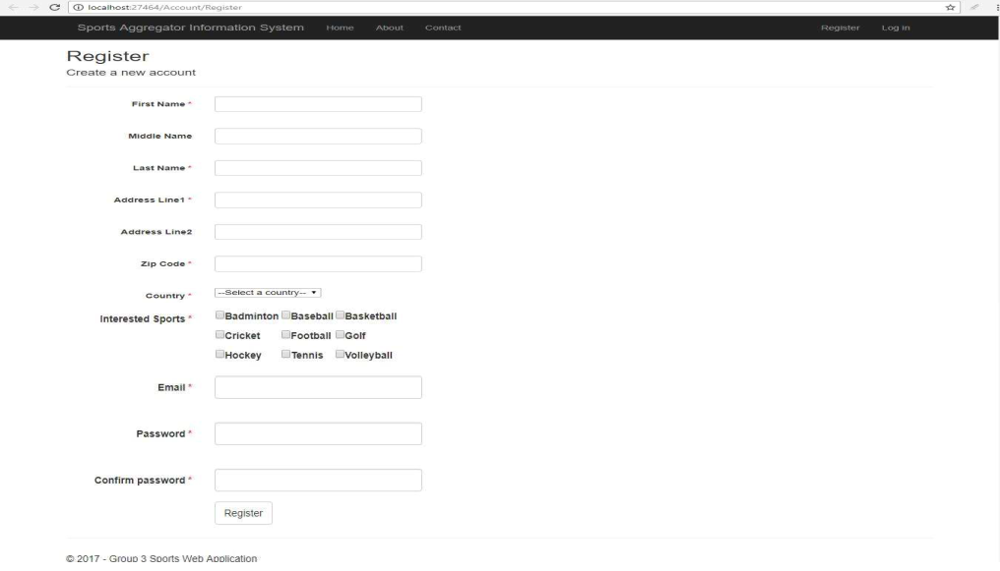 localhost:27464/Account/Register
Sports Aggregator Information System Home About Contact Register Log in
Register
Create a new account
First Name *
Middle Name
Last Name *
Address Line1 *
Address Line2
Zip Code *
Country * --Select a country--
Interested Sports * Badminton Baseball Basketball
Cricket Football Golf
Hockey Tennis Volleyball
Email *
Password *
Confirm password *
Register
© 2017 - Group 3 Sports Web Application